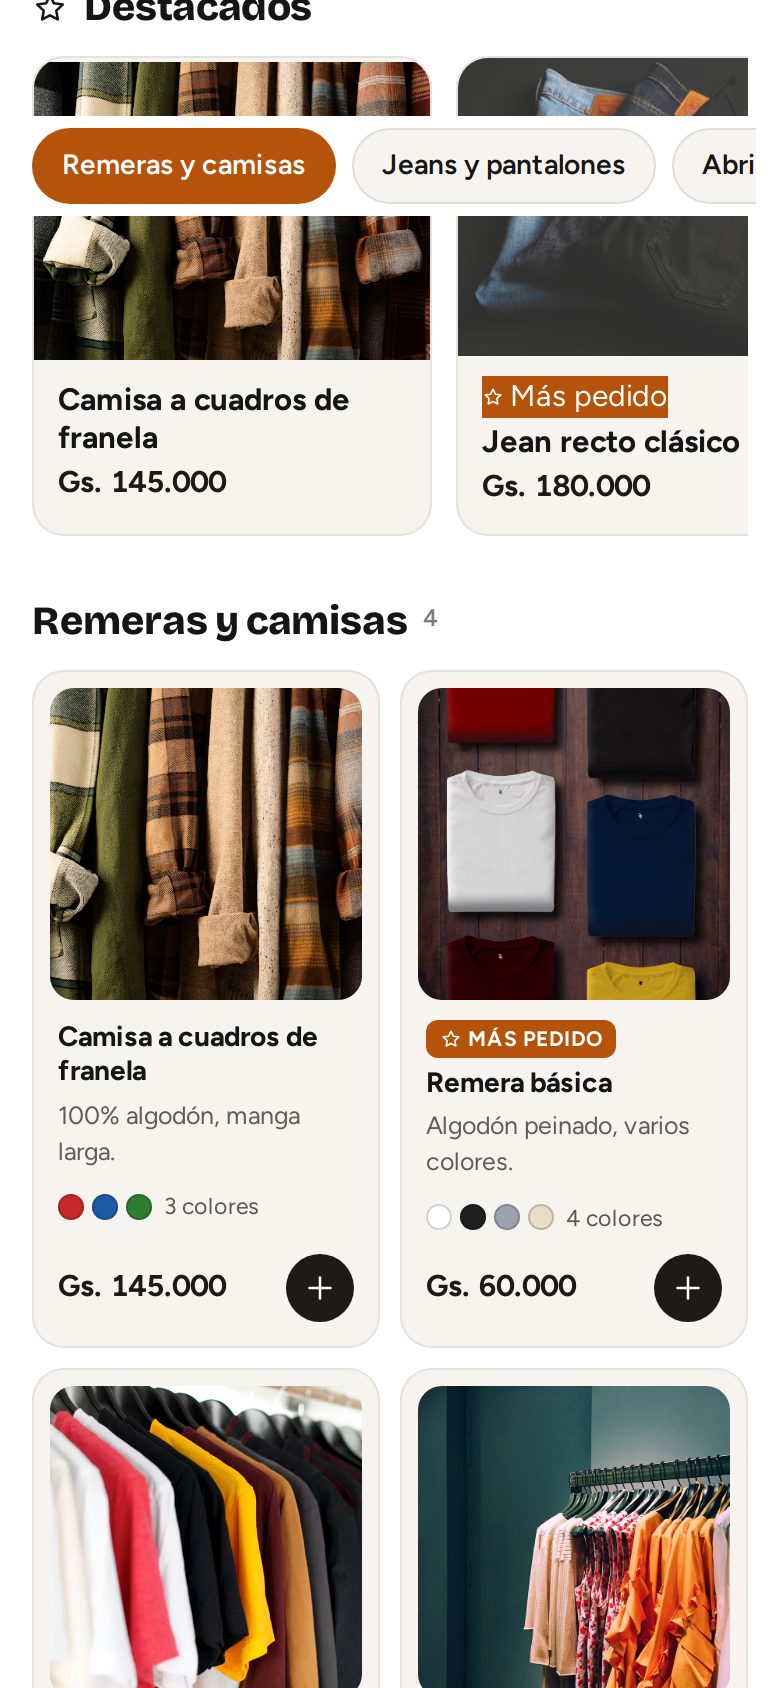 Destacados
Remeras y camisas
Jeans y pantalones
Abri
Camisa a cuadros de
franela
Gs. 145.000
Más pedido
Jean recto clásico
Gs. 180.000
Remeras y camisas 4
Camisa a cuadros de
franela
100% algodón, manga
larga.
3 colores
Gs. 145.000
MÁS PEDIDO
Remera básica
Algodón peinado, varios
colores.
4 colores
Gs. 60.000